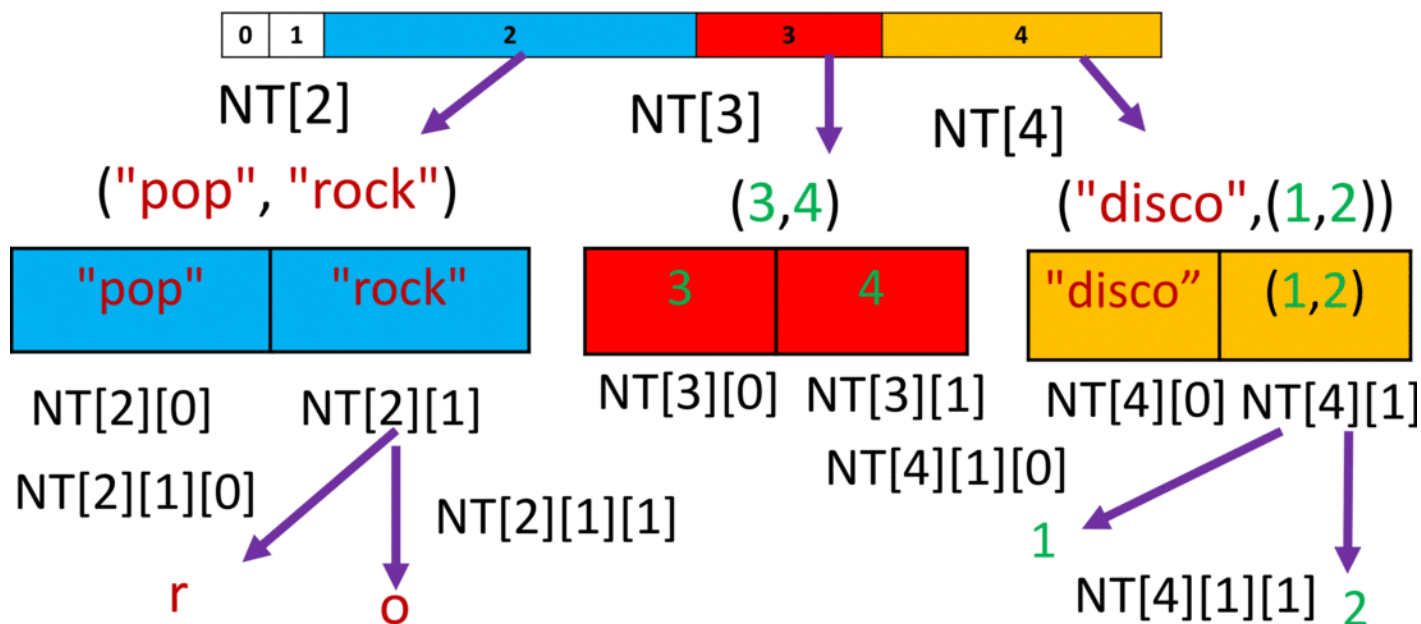 0 1 2 3 4
NT[2] NT[3] NT[4]
("pop", "rock") (3,4) ("disco",(1,2))
"pop" "rock" 3 4 "disco” (1,2)
NT[2][0] NT[2][1] NT[3][0] NT[3][1] NT[4][0] NT[4][1]
NT[2][1][0] NT[2][1][1] NT[4][1][0]
1
r o NT[4][1][1] 2